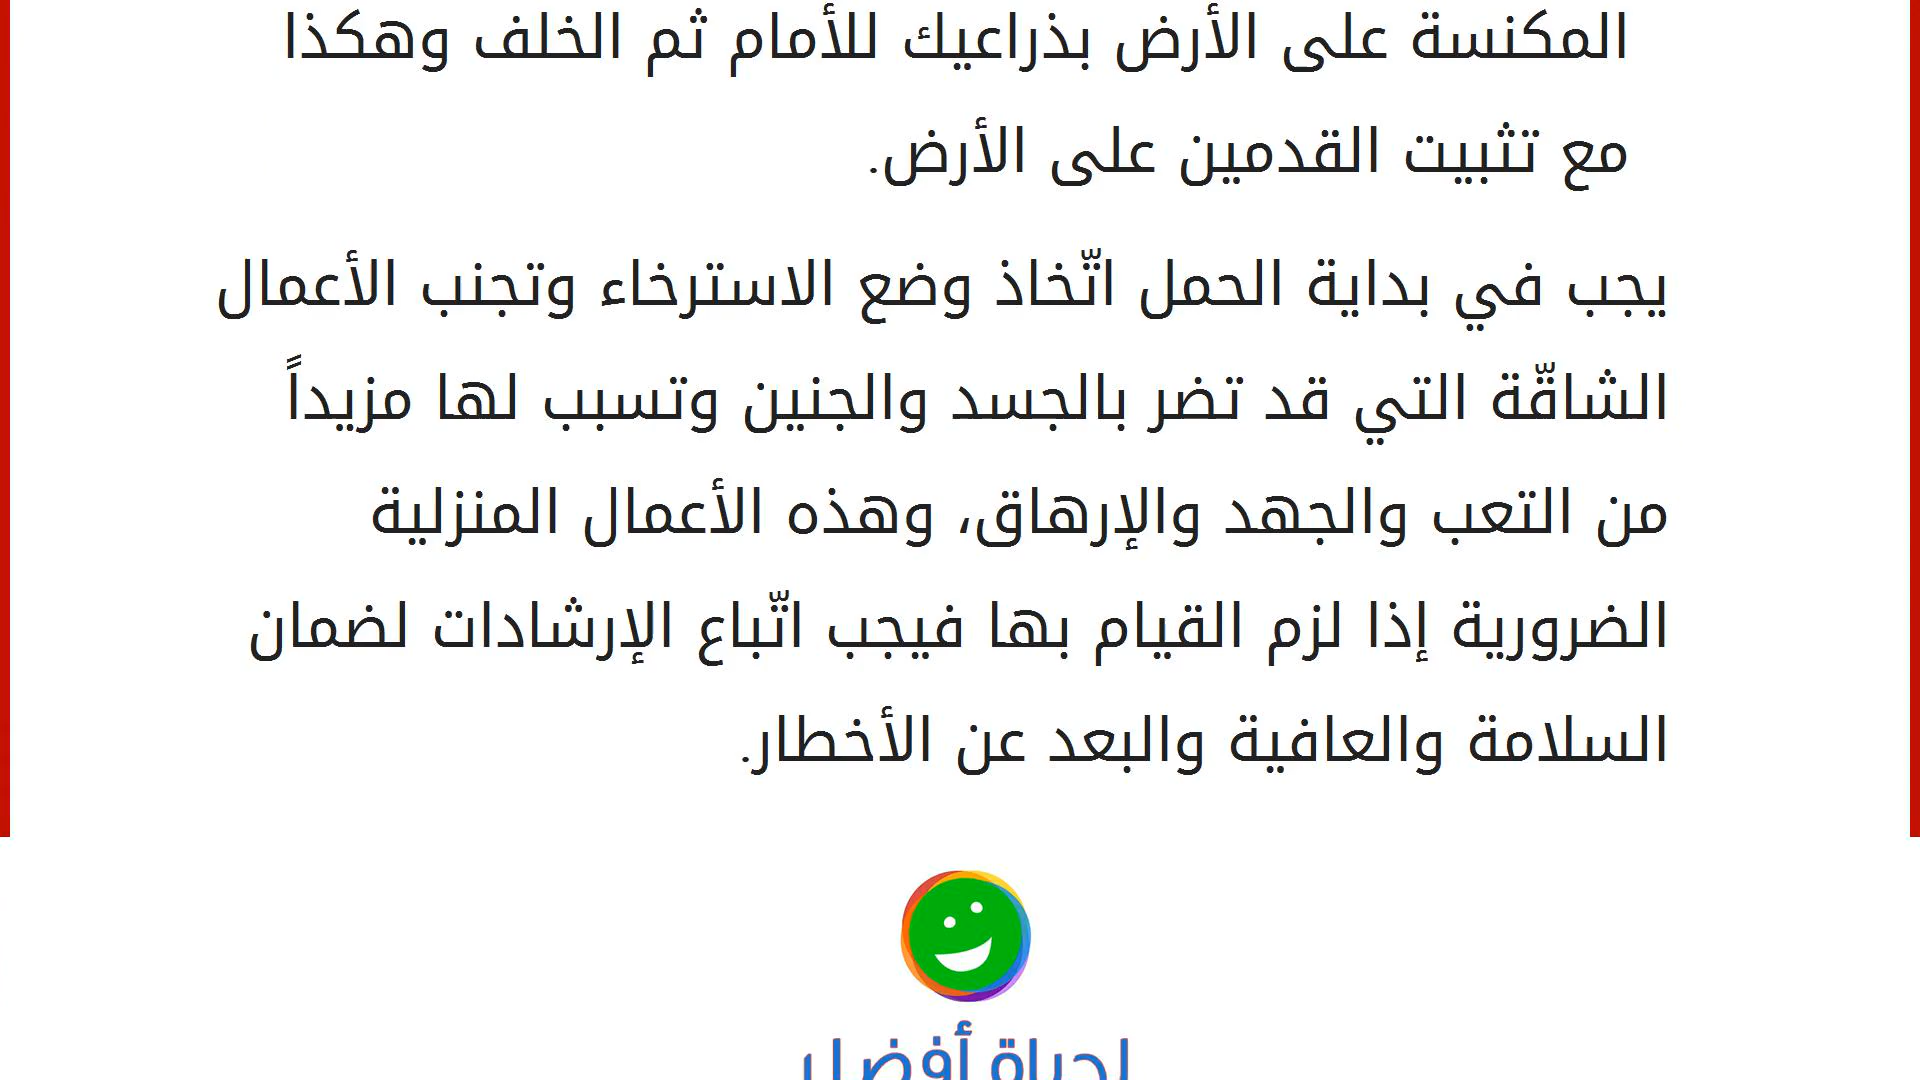 المكنسة على الأرض بذراعيك للأمام ثم الخلف وهكذا
مع تثبيت القدمين على الأرض.
يجب في بداية الحمل اتّخاذ وضع الاسترخاء وتجنب الأعمال
الشاقّة التي قد تضر بالجسد والجنين وتسبب لها مزيداً
من التعب والجهد والإرهاق، وهذه الأعمال المنزلية
الضرورية إذا لزم القيام بها فيجب اتّباع الإرشادات لضمان
السلامة والعافية والبعد عن الأخطار.
لحياة أفضل